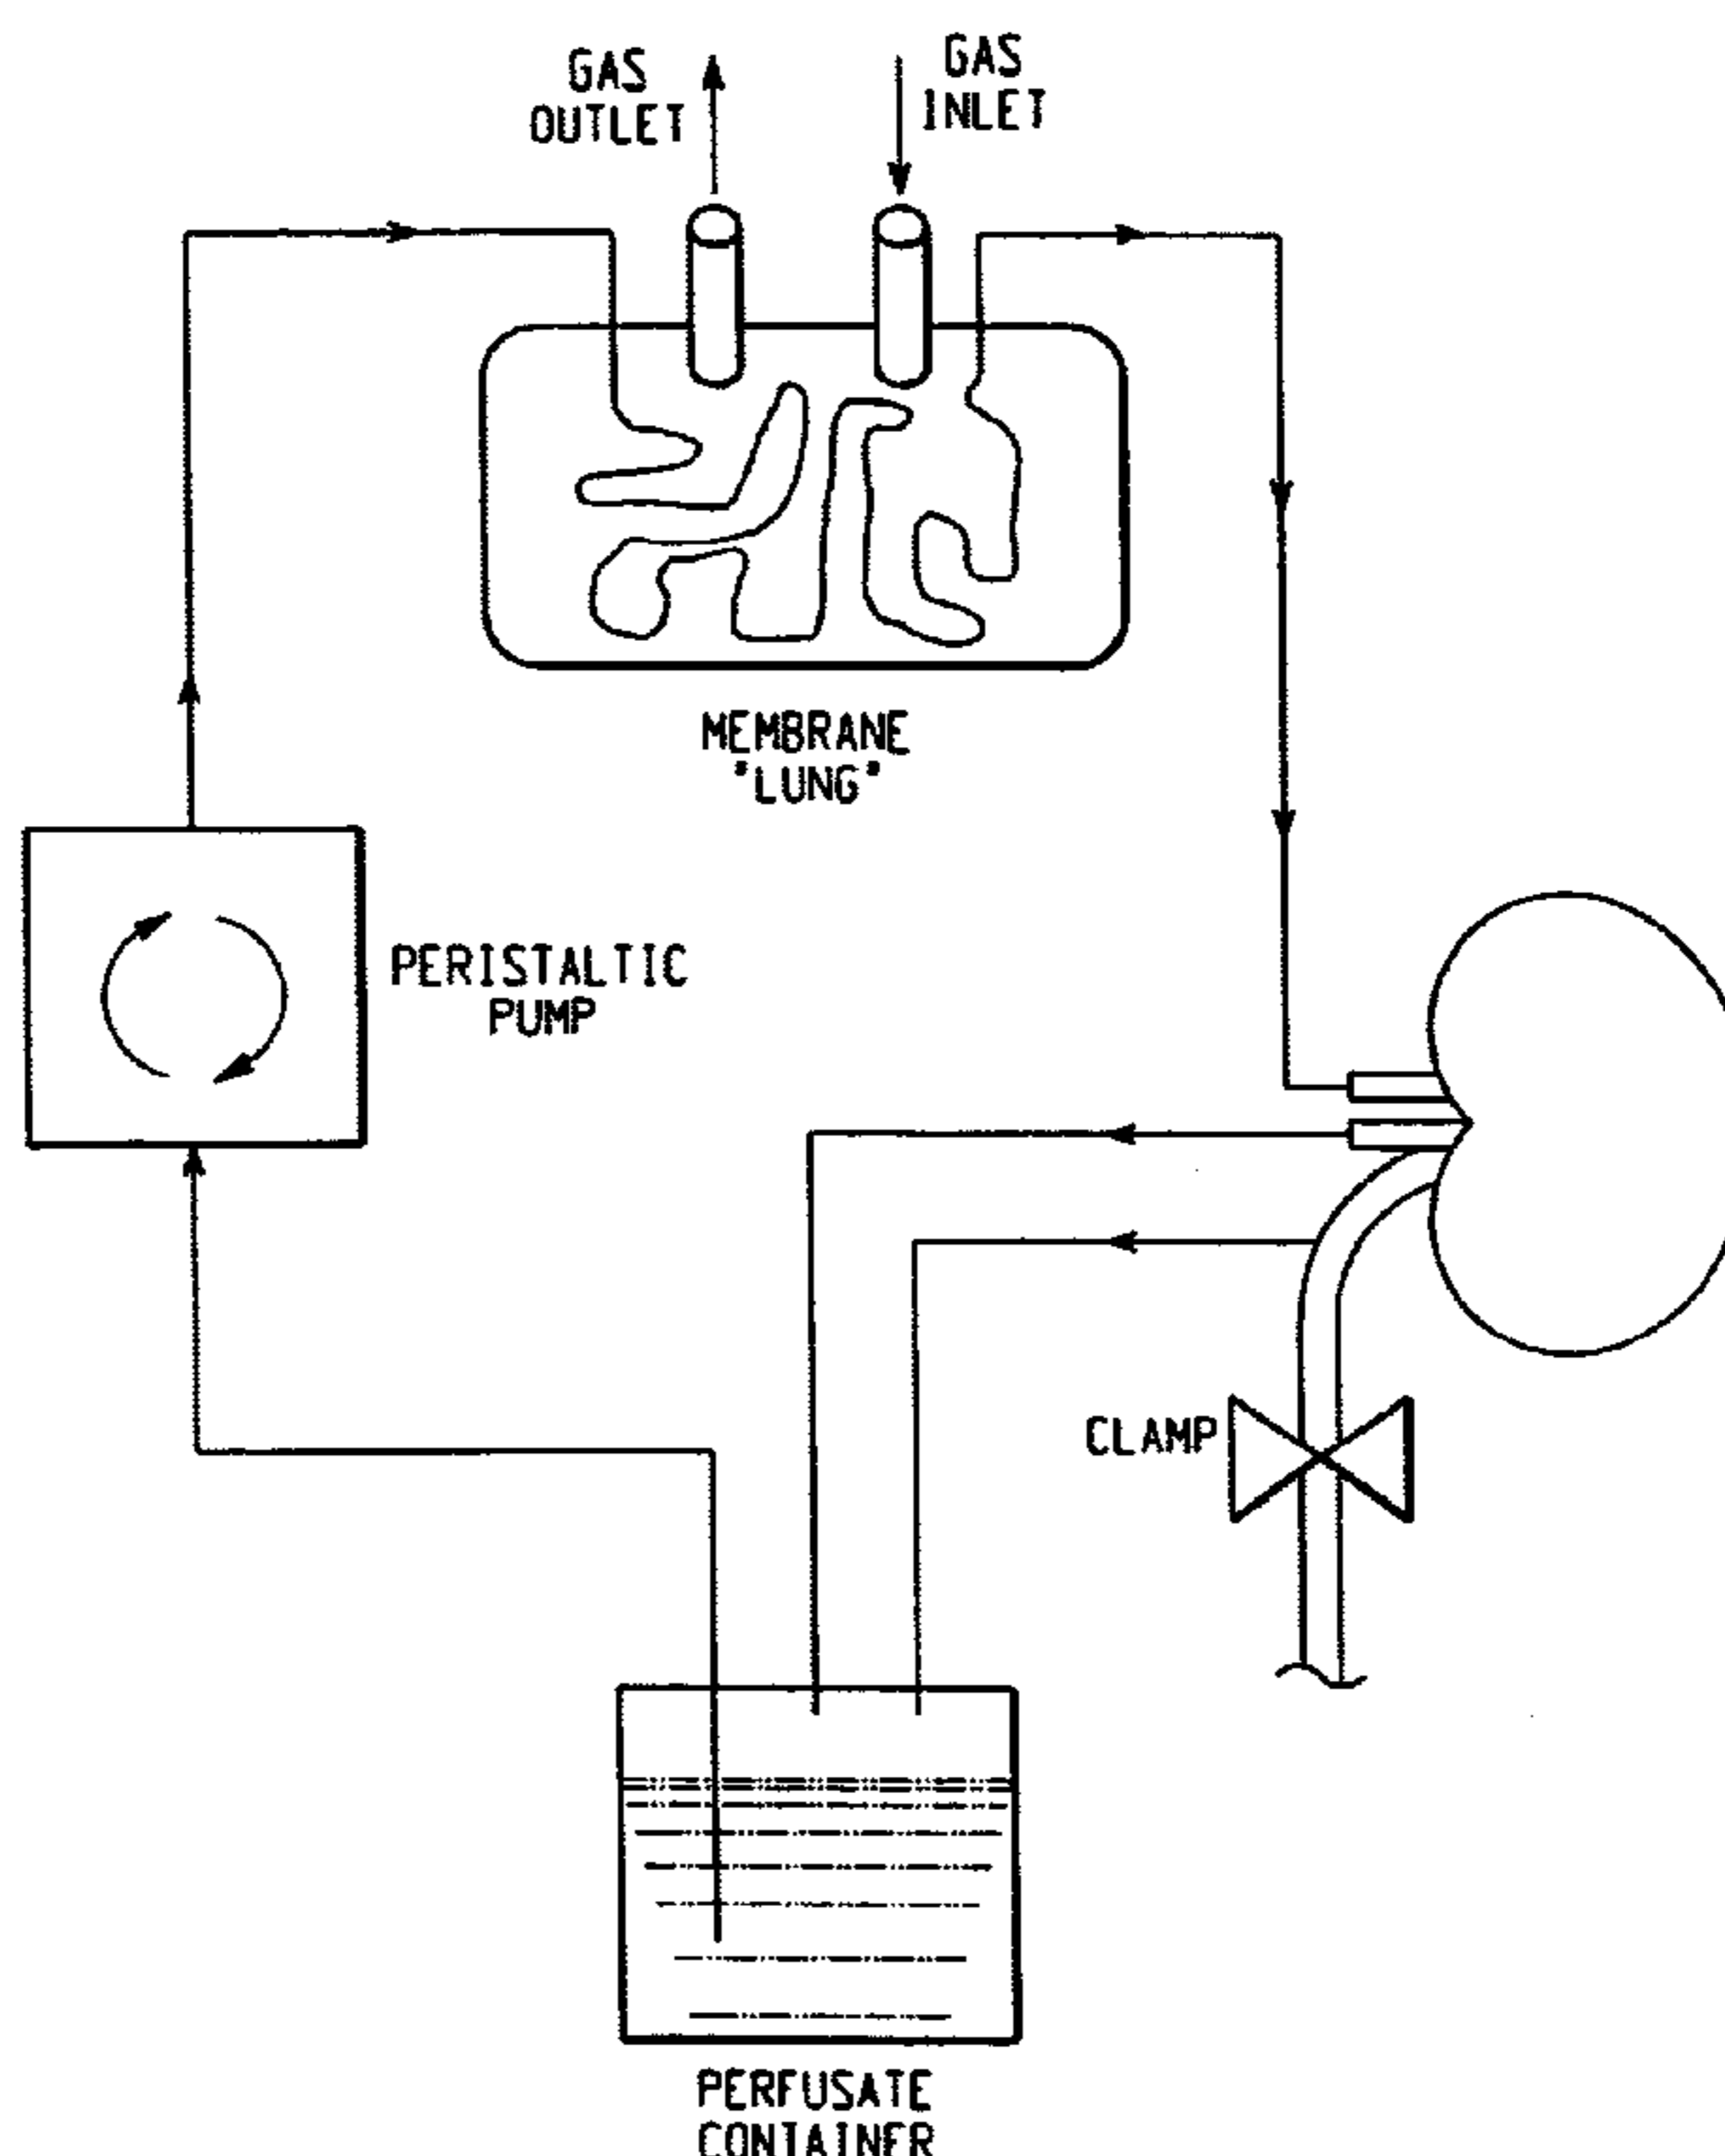 GAS
OUTLET
GAS
INLET
MEMBRANE
"LUNG"
PERISTALTIC
PUMP
CLAMP
PERFUSATE
CONTAINER